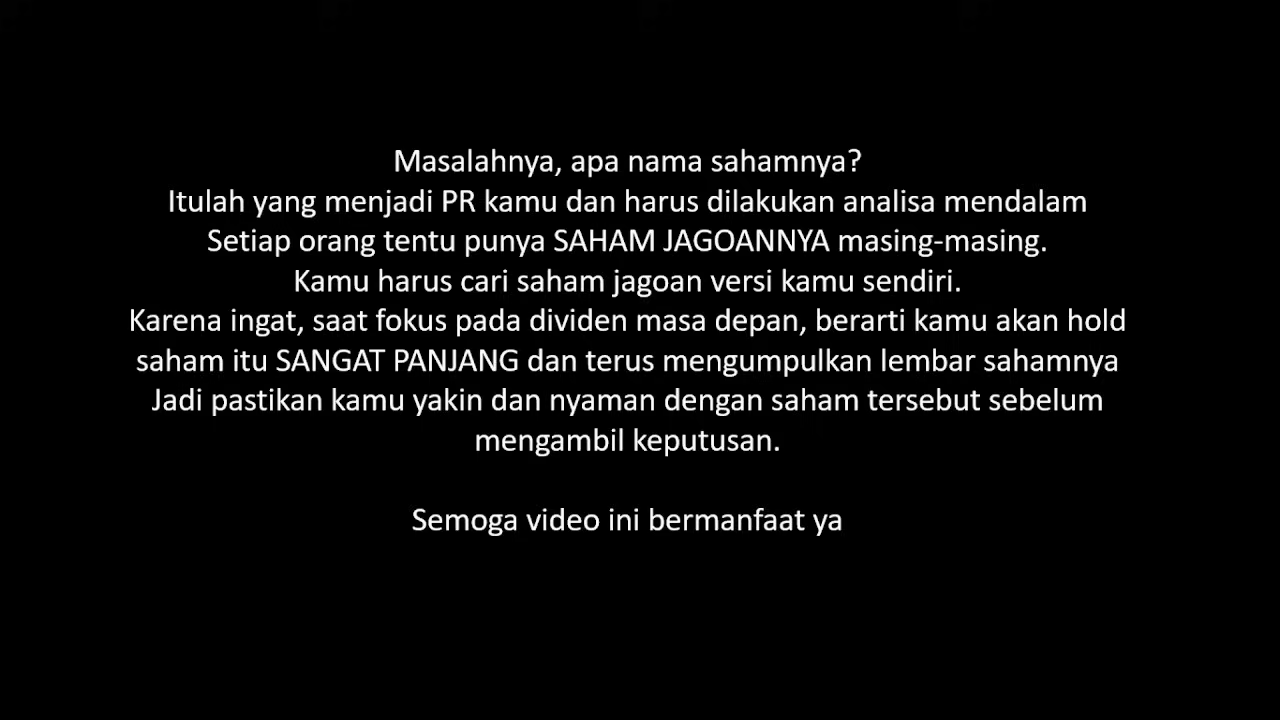 Masalahnya, apa nama sahamnya?
Itulah yang menjadi PR kamu dan harus dilakukan analisa mendalam
Setiap orang tentu punya SAHAM JAGOANNYA masing-masing.
Kamu harus cari saham jagoan versi kamu sendiri.
Karena ingat, saat fokus pada dividen masa depan, berarti kamu akan hold
saham itu SANGAT PANJANG dan terus mengumpulkan lembar sahamnya
Jadi pastikan kamu yakin dan nyaman dengan saham tersebut sebelum
mengambil keputusan.
Semoga video ini bermanfaat ya